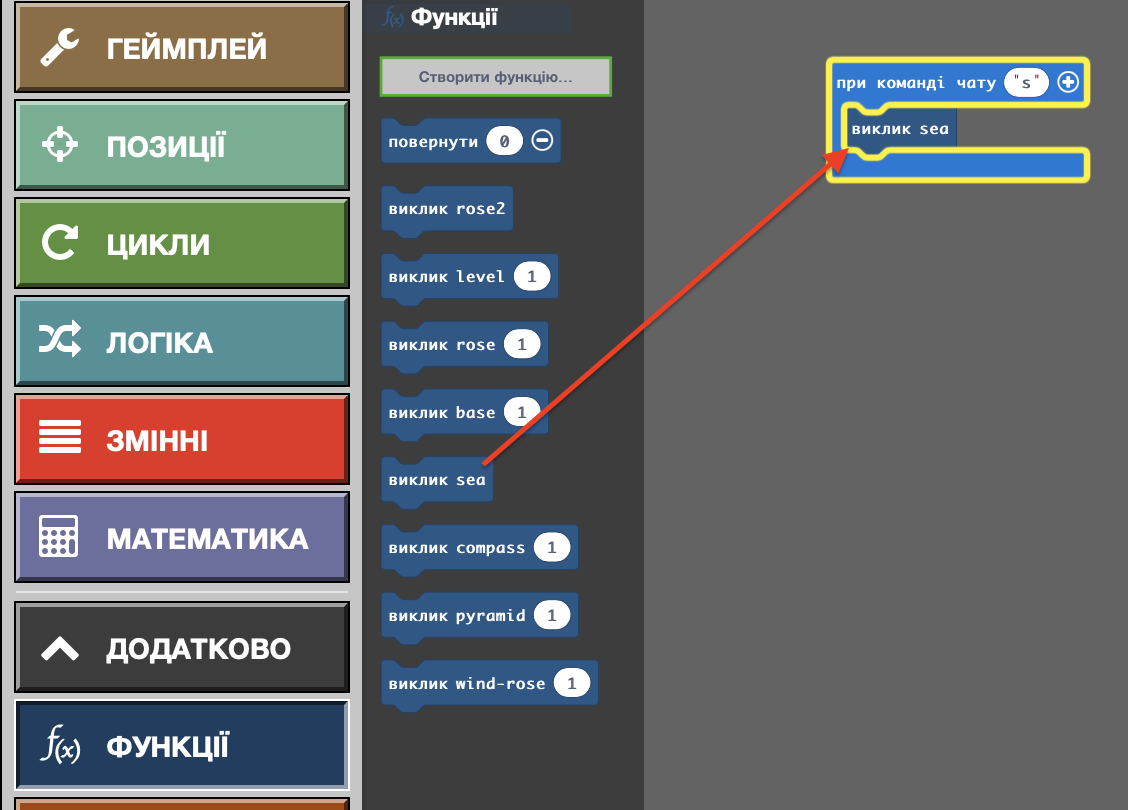 ГЕЙМПЛЕЙ
ПОЗИЦІЇ
ЦИКЛИ
ЛОГІКА
ЗМІННІ
МАТЕМАТИКА
ДОДАТКОВО
f(x) ФУНКЦІЇ
f(x) Функції
Створити функцію...
повернути 0
виклик rose2
виклик level 1
виклик rose 1
виклик base 1
виклик sea
виклик compass 1
виклик pyramid 1
виклик wind-rose 1
при команді чату "s"
виклик sea